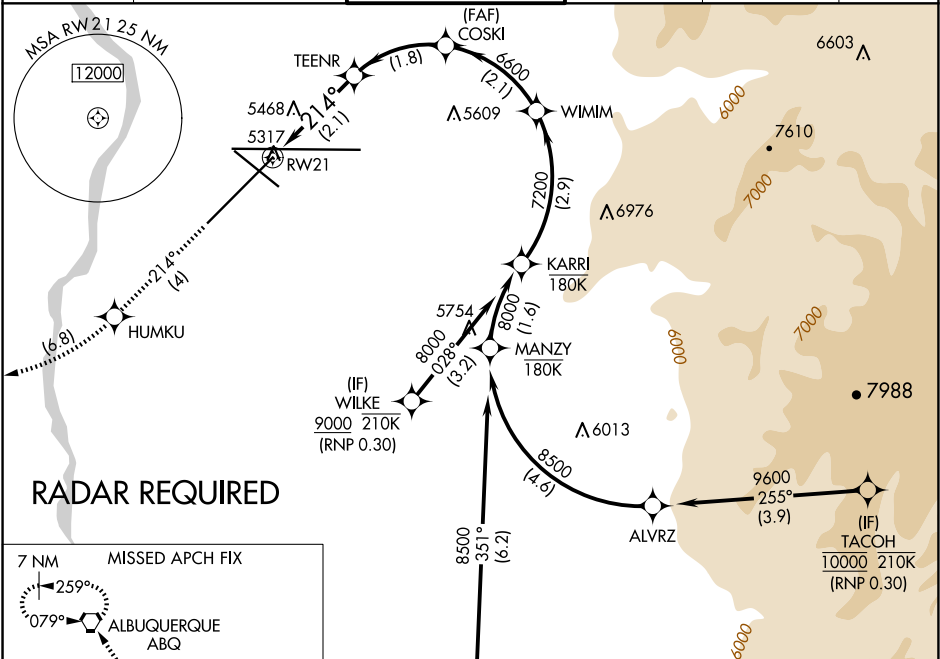 MSA RW 21 25 NM
12000
(FAF)
COSKI
TEENR
(1.8)
6600
(2.1)
6603
5468
214°
(2.1)
5609
WIMIM
6000
7610
5317
RW21
7000
7200
(2.9)
6976
214°
(4)
KARRI
180K
HUMKU
(6.8)
5754
8000
(1.6)
8000
028°
(3.2)
MANZY
180K
6000
7000
(IF)
WILKE
9000 210K
(RNP 0.30)
7988
6013
8500
(4.6)
RADAR REQUIRED
9600
255°
(3.9)
ALVRZ
(IF)
TACOH
10000 210K
(RNP 0.30)
8500
351°
(6.2)
MISSED APCH FIX
7 NM
259°
079°
ALBUQUERQUE
ABQ
6000